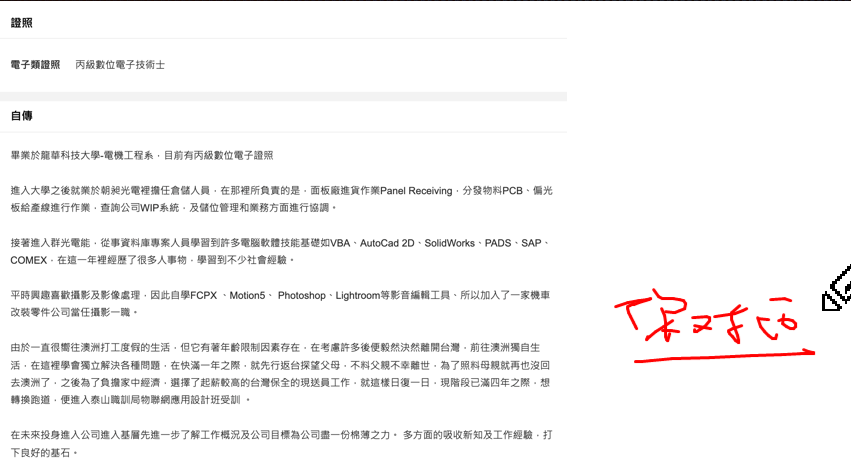 證照
電子類證照 丙級數位電子技術士
自傳
畢業於龍華科技大學-電機工程系，目前有丙級數位電子證照
進入大學之後就業於朝昶光電裡擔任倉儲人員，在那裡所負責的是，面板廠進貨作業Panel Receiving，分發物料PCB、偏光
板給產線進行作業，查詢公司WIP系統，及儲位管理和業務方面進行協調。
接著進入群光電能，從事資料庫專案人員學習到許多電腦軟體技能基礎如VBA、AutoCad 2D、SolidWorks、PADS、SAP、
COMEX，在這一年裡經歷了很多人事物，學習到不少社會經驗。
平時興趣喜歡攝影及影像處理，因此自學FCPX 、Motion5、 Photoshop、Lightroom等影音編輯工具、所以加入了一家機車
改裝零件公司當任攝影一職。
由於一直很嚮往澳洲打工度假的生活，但它有著年齡限制因素存在，在考慮許多後便毅然決然離開台灣，前往澳洲獨自生
活，在這裡學會獨立解決各種問題，在快滿一年之際，就先行返台探望父母，不料父親不幸離世，為了照料母親就再也沒回
去澳洲了，之後為了負擔家中經濟，選擇了起薪較高的台灣保全的現送員工作，就這樣日復一日，現階段已滿四年之際，想
轉換跑道，便進入泰山職訓局物聯網應用設計班受訓 。
在未來投身進入公司進入基層先進一步了解工作概況及公司目標為公司盡一份棉薄之力。 多方面的吸收新知及工作經驗，打
下良好的基石。